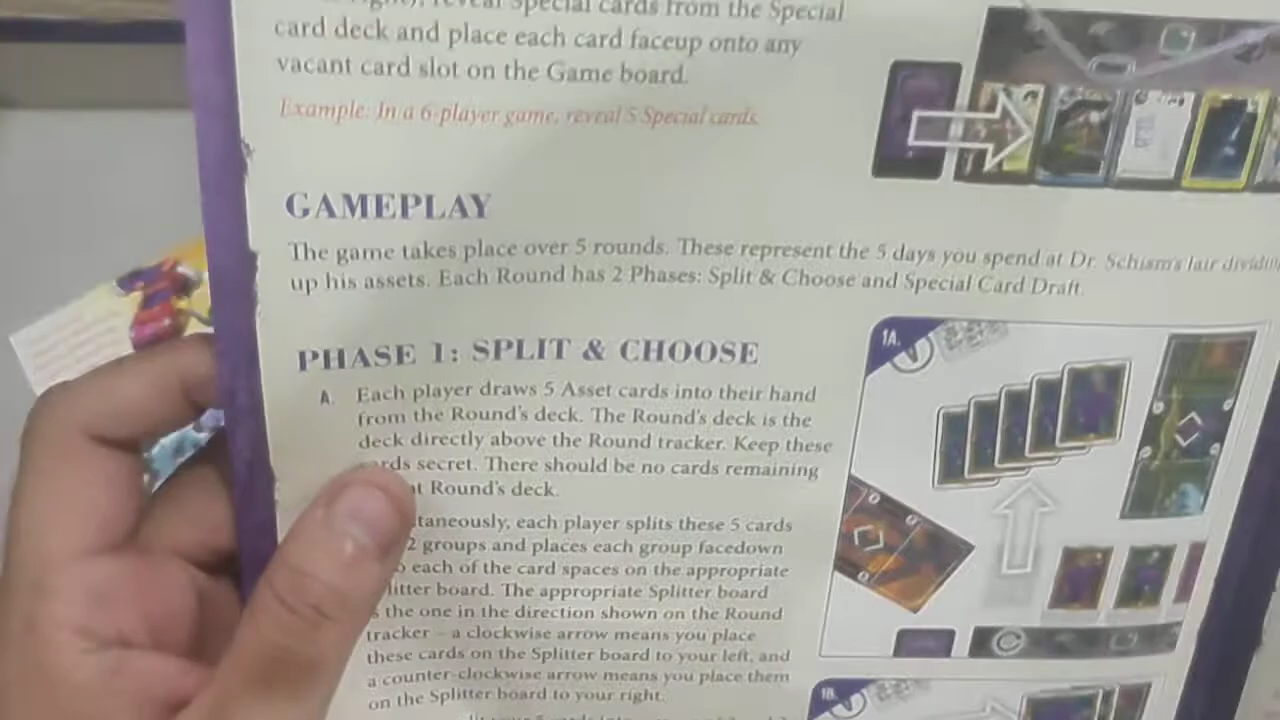 reveal Special cards from the Special
card deck and place each card faceup onto any
vacant card slot on the Game board.
Example: In a 6-player game, reveal 5 Special cards.
GAMEPLAY
The game takes place over 5 rounds. These represent the 5 days you spend at Dr. Schism's lair dividing
up his assets. Each Round has 2 Phases: Split & Choose and Special Card Draft.
PHASE 1: SPLIT & CHOOSE
A. Each player draws 5 Asset cards into their hand
from the Round's deck. The Round's deck is the
deck directly above the Round tracker. Keep these
cards secret. There should be no cards remaining
Round's deck.
taneously, each player splits these 5 cards
2 groups and places each group facedown
each of the card spaces on the appropriate
litter board. The appropriate Splitter board
the one in the direction shown on the Round
tracker – a clockwise arrow means you place
these cards on the Splitter board to your left, and
a counter-clockwise arrow means you place them
on the Splitter board to your right.
1A.
1B